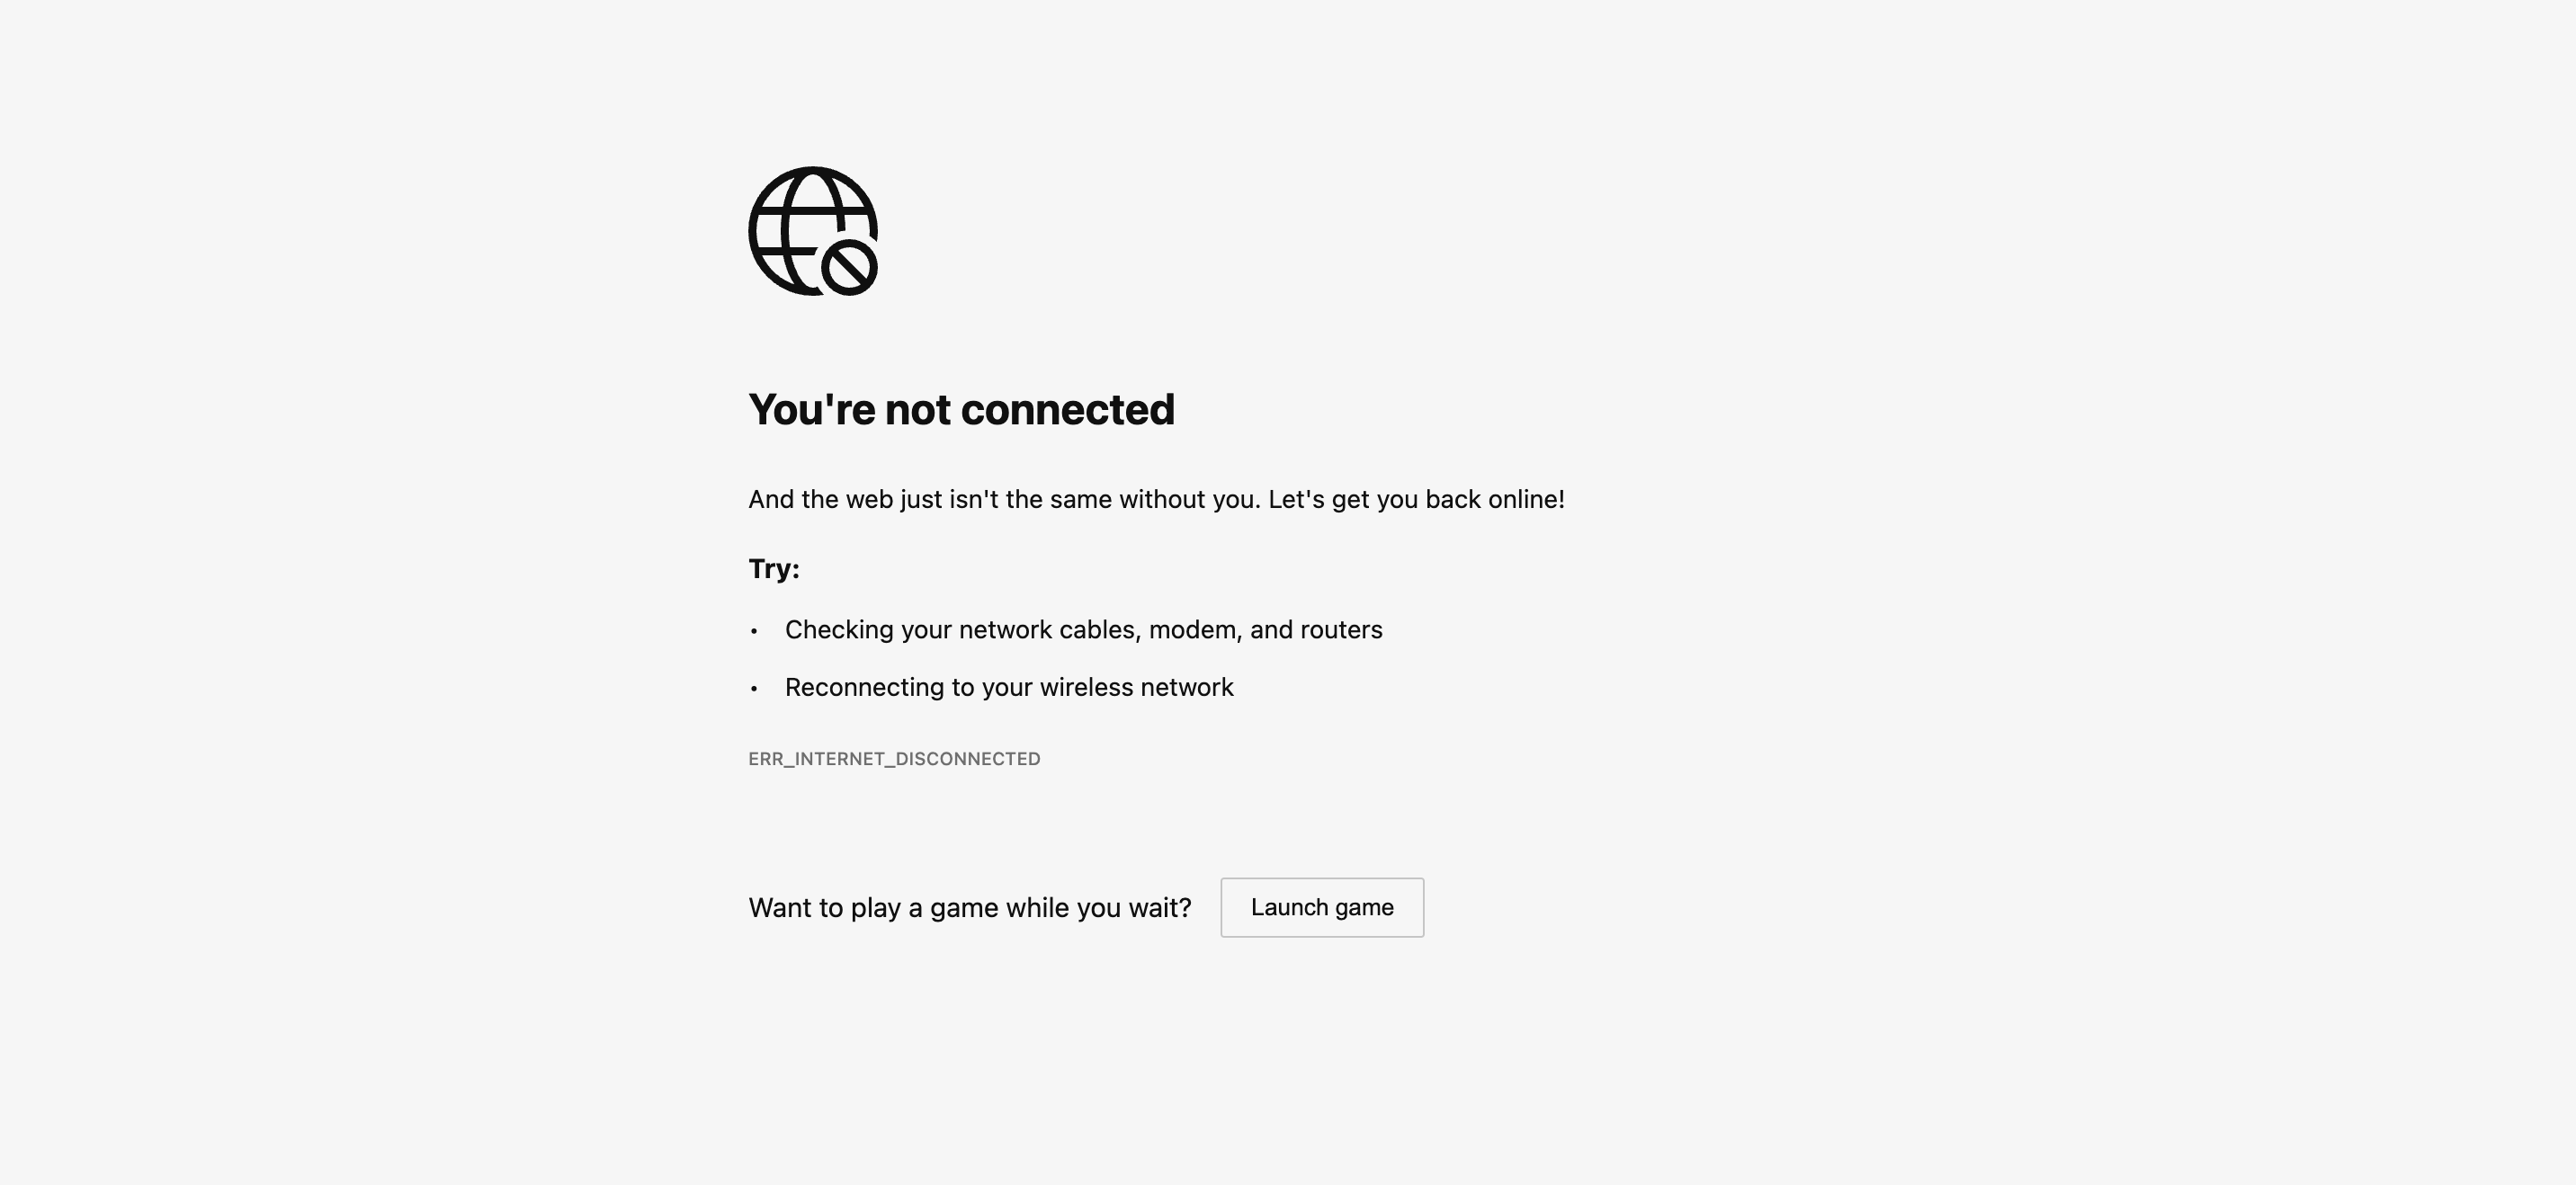 You're not connected
And the web just isn't the same without you. Let's get you back online!
Try:
• Checking your network cables, modem, and routers
• Reconnecting to your wireless network
ERR_INTERNET_DISCONNECTED
Want to play a game while you wait? Launch game